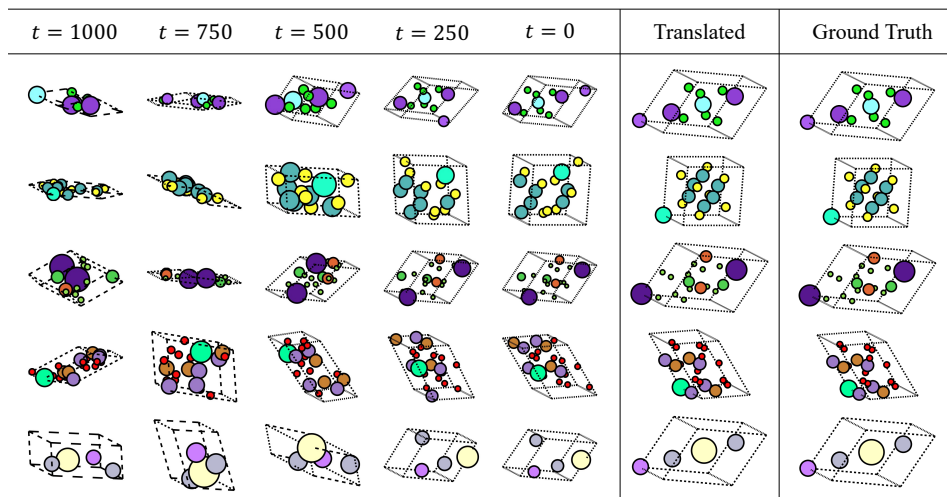 t = 1000 t = 750 t = 500 t = 250 t = 0 Translated Ground Truth